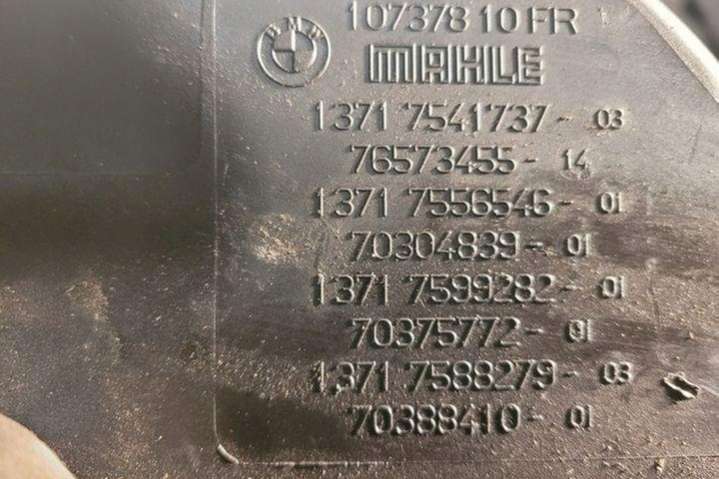 BMW
107378 10 FR
MAHLE
1371 7541737 - 03
76573455 - 14
1371 7556546 - 01
70304839 - 01
1371 7599282 - 01
70375772 - 01
1371 7588279 - 03
70388410 - 01